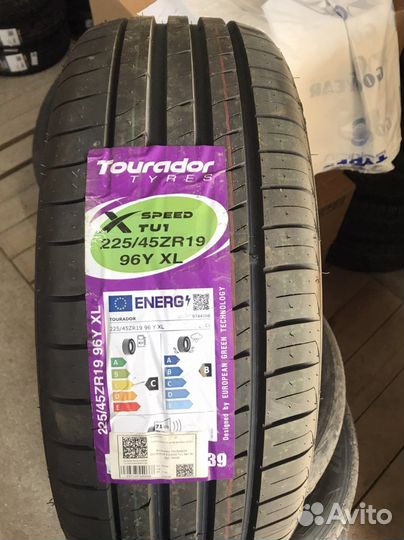 Tourador
TYRES
X SPEED
TU1
225/45ZR19
96Y XL
225/45ZR19 96Y XL
Designed by EUROPEAN GREEN TECHNOLOGY
ENERG
TOURADOR
225/45ZR19 96 Y XL
A
B
C
D
E
C
A
B
C
D
E
B
71
39
GOODYEAR
Avito